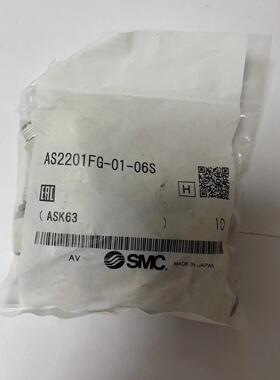 AS2201FG-01-06S
EAC H
(ASK63 ) 10
AV SMC. MADE IN JAPAN